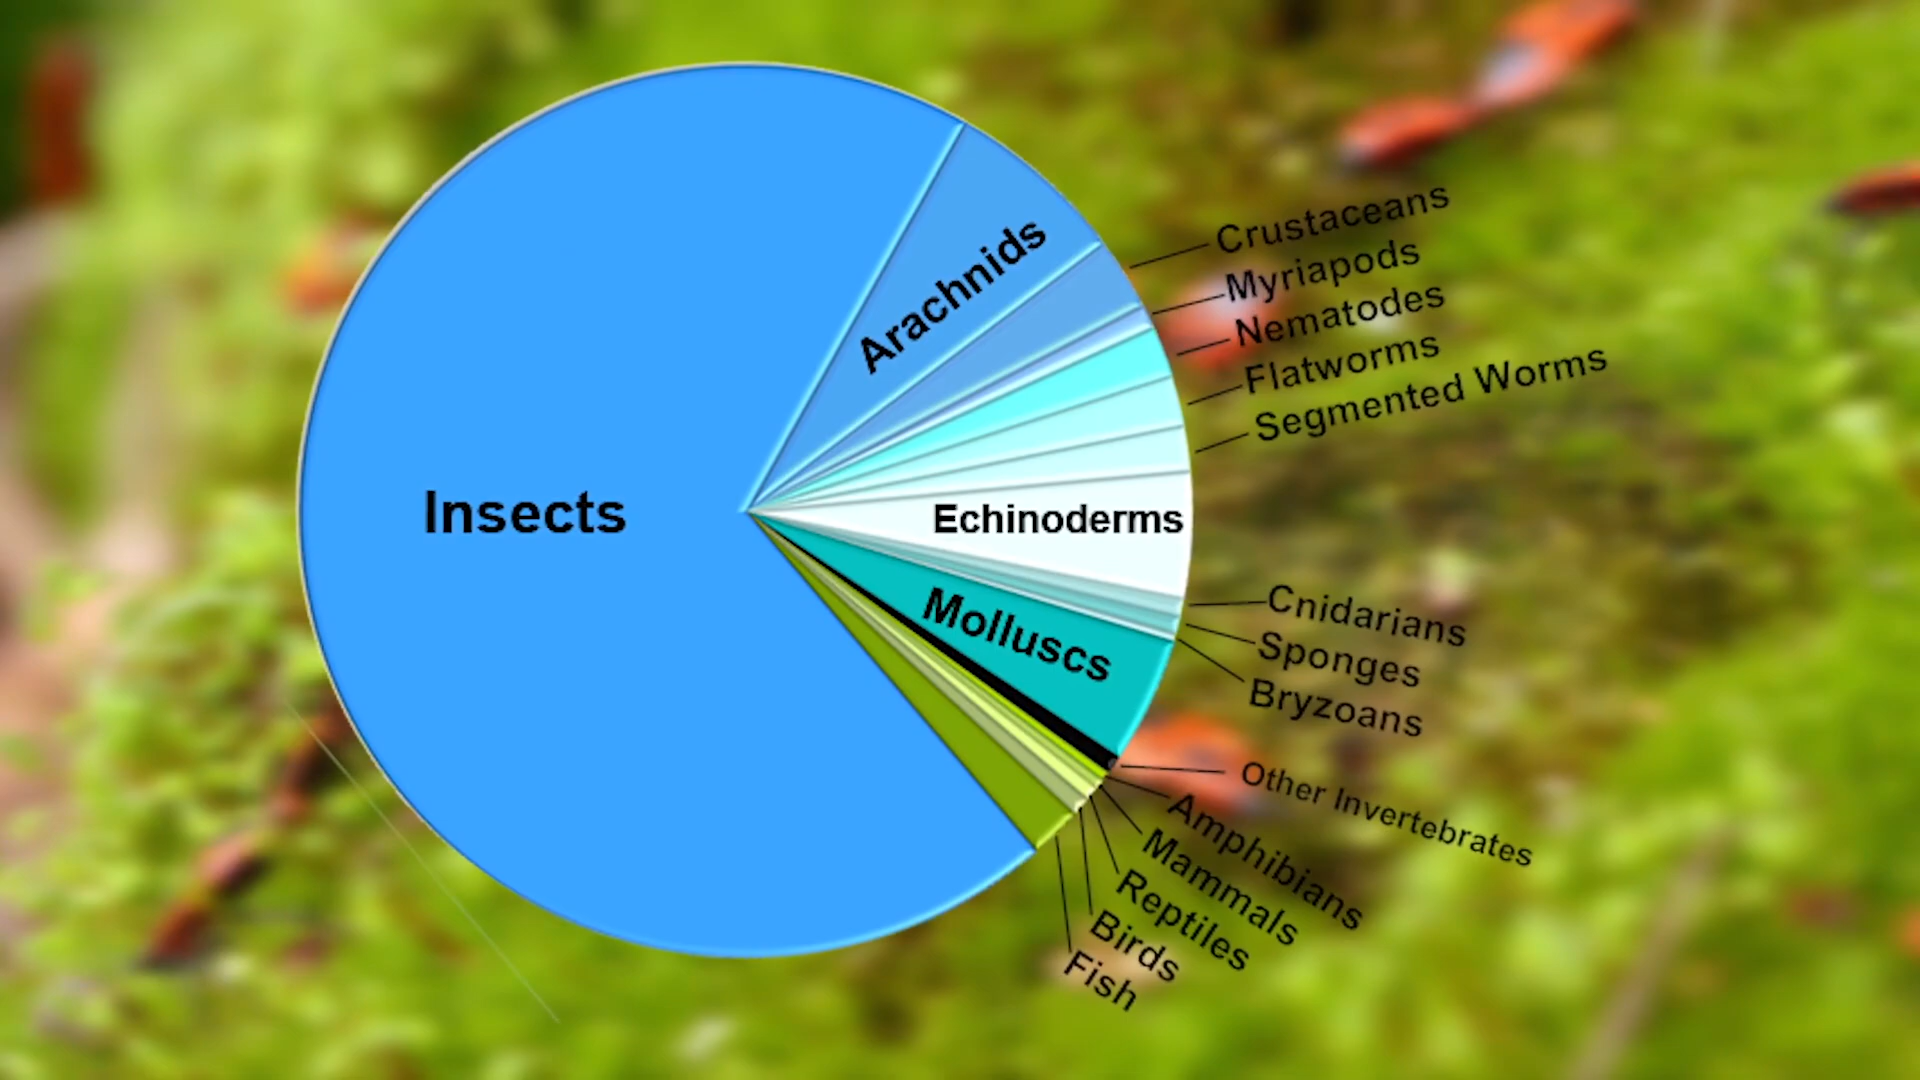 Insects
Arachnids
Crustaceans
Myriapods
Nematodes
Flatworms
Segmented Worms
Echinoderms
Cnidarians
Sponges
Bryzoans
Molluscs
Other Invertebrates
Amphibians
Mammals
Reptiles
Birds
Fish